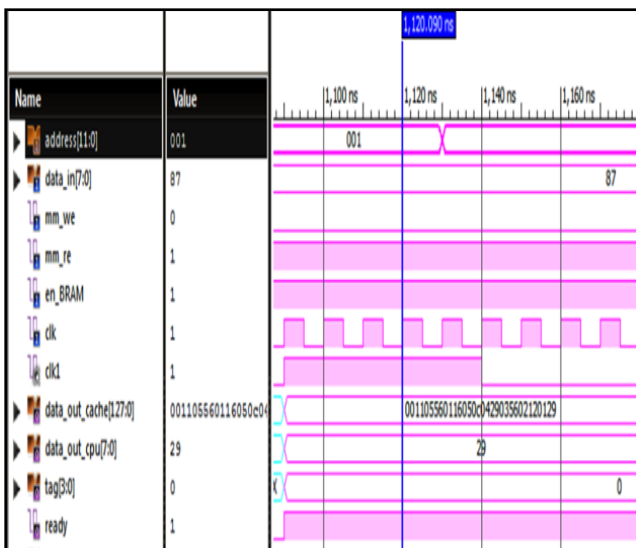 1,120.090 ns
Name Value
1,100 ns 1,120 ns 1,140 ns 1,160 ns
address[11:0] 001 001
data_in[7:0] 87 87
mm_we 0
mm_re 1
en_BRAM 1
clk 1
clk1 1
data_out_cache[127:0] 001105560116050c04 001105560116050c0429035602120129
data_out_cpu[7:0] 29 29
tag[3:0] 0 X 0
ready 1